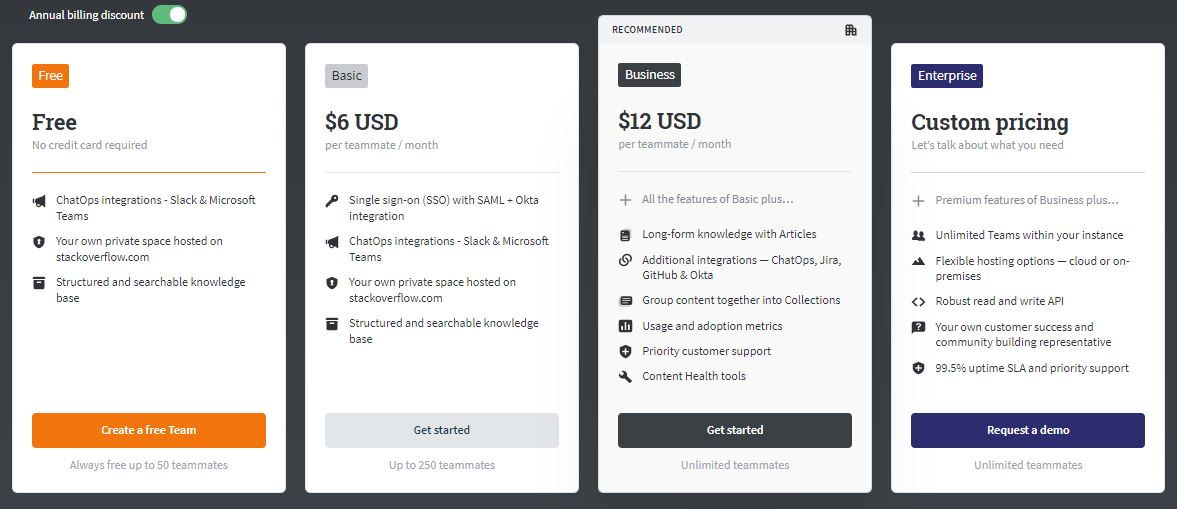 Annual billing discount
Free
Free
No credit card required
ChatOps integrations - Slack & Microsoft
Teams
Your own private space hosted on
stackoverflow.com
Structured and searchable knowledge
base
Create a free Team
Always free up to 50 teammates
Basic
$6 USD
per teammate / month
Single sign-on (SSO) with SAML + Okta
integration
ChatOps integrations - Slack & Microsoft
Teams
Your own private space hosted on
stackoverflow.com
Structured and searchable knowledge
base
Get started
Up to 250 teammates
RECOMMENDED
Business
$12 USD
per teammate / month
All the features of Basic plus…
Long-form knowledge with Articles
Additional integrations — ChatOps, Jira,
GitHub & Okta
Group content together into Collections
Usage and adoption metrics
Priority customer support
Content Health tools
Get started
Unlimited teammates
Enterprise
Custom pricing
Let's talk about what you need
Premium features of Business plus…
Unlimited Teams within your instance
Flexible hosting options — cloud or on-
premises
Robust read and write API
Your own customer success and
community building representative
99.5% uptime SLA and priority support
Request a demo
Unlimited teammates